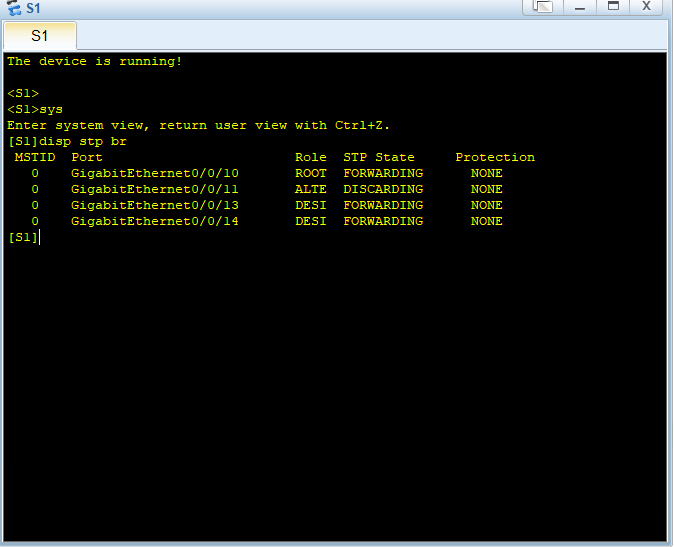 S1
S1
The device is running!
<S1>
<S1>sys
Enter system view, return user view with Ctrl+Z.
[S1]disp stp br
MSTID Port Role STP State Protection
0 GigabitEthernet0/0/10 ROOT FORWARDING NONE
0 GigabitEthernet0/0/11 ALTE DISCARDING NONE
0 GigabitEthernet0/0/13 DESI FORWARDING NONE
0 GigabitEthernet0/0/14 DESI FORWARDING NONE
[S1]